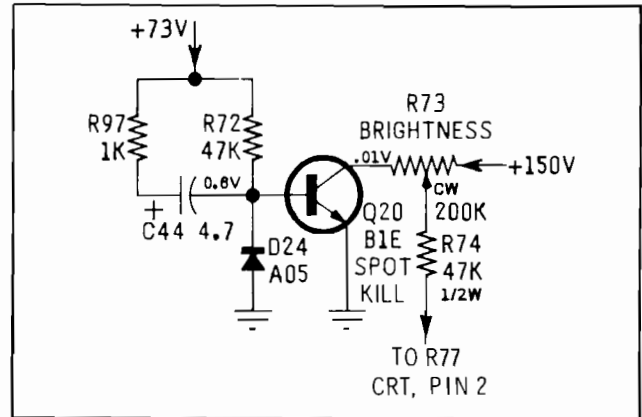 +73V
R97
1K
R72
47K
0.6V
+
C44 4.7
D24
A05
.01V
R73
BRIGHTNESS
+150V
CW
200K
Q20
B1E
SPOT
KILL
R74
47K
1/2W
TO R77
CRT, PIN 2